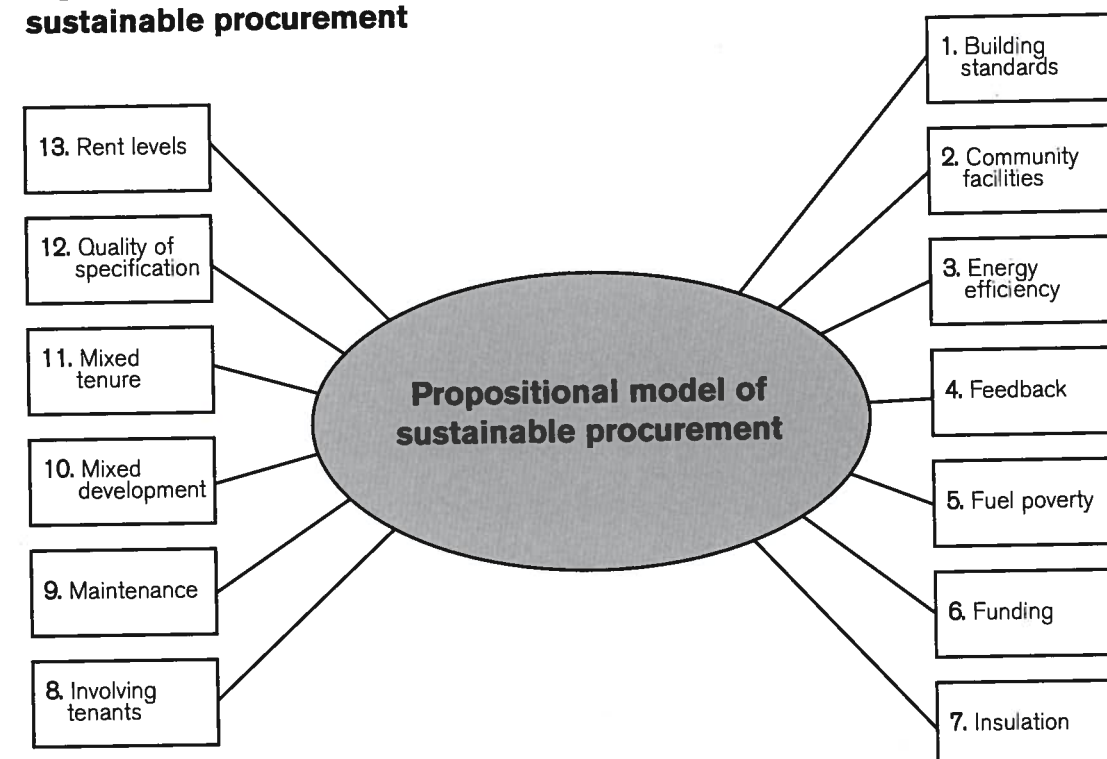 sustainable procurement
1. Building
standards
2. Community
facilities
3. Energy
efficiency
4. Feedback
5. Fuel poverty
6. Funding
7. Insulation
8. Involving
tenants
9. Maintenance
10. Mixed
development
11. Mixed
tenure
12. Quality of
specification
13. Rent levels
Propositional model of
sustainable procurement